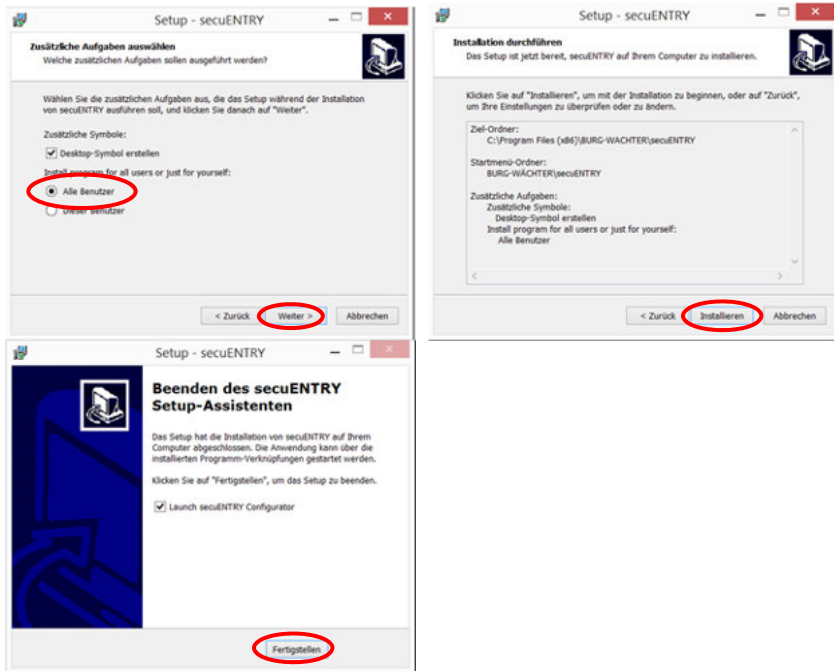 Setup - secuENTRY
Zusätzliche Aufgaben auswählen
Welche zusätzlichen Aufgaben sollen ausgeführt werden?
Wählen Sie die zusätzlichen Aufgaben aus, die das Setup während der Installation
von secuENTRY ausführen soll, und klicken Sie danach auf "Weiter".
Zusätzliche Symbole:
Desktop-Symbol erstellen
Install program for all users or just for yourself:
Alle Benutzer
Dieser Benutzer
< Zurück
Weiter >
Abbrechen
Setup - secuENTRY
Installation durchführen
Das Setup ist jetzt bereit, secuENTRY auf Ihrem Computer zu installieren.
Klicken Sie auf "Installieren", um mit der Installation zu beginnen, oder auf "Zurück",
um Ihre Einstellungen zu überprüfen oder zu ändern.
Ziel-Ordner:
C:\Program Files (x86)\BURG-WACHTER\secuENTRY
Startmenü-Ordner:
BURG-WÄCHTER\secuENTRY
Zusätzliche Aufgaben:
Zusätzliche Symbole:
Desktop-Symbol erstellen
Install program for all users or just for yourself:
Alle Benutzer
< Zurück
Installieren
Abbrechen
Setup - secuENTRY
Beenden des secuENTRY
Setup-Assistenten
Das Setup hat die Installation von secuENTRY auf Ihrem
Computer abgeschlossen. Die Anwendung kann über die
installierten Programm-Verknüpfungen gestartet werden.
Klicken Sie auf "Fertigstellen", um das Setup zu beenden.
Launch secuENTRY Configurator
Fertigstellen